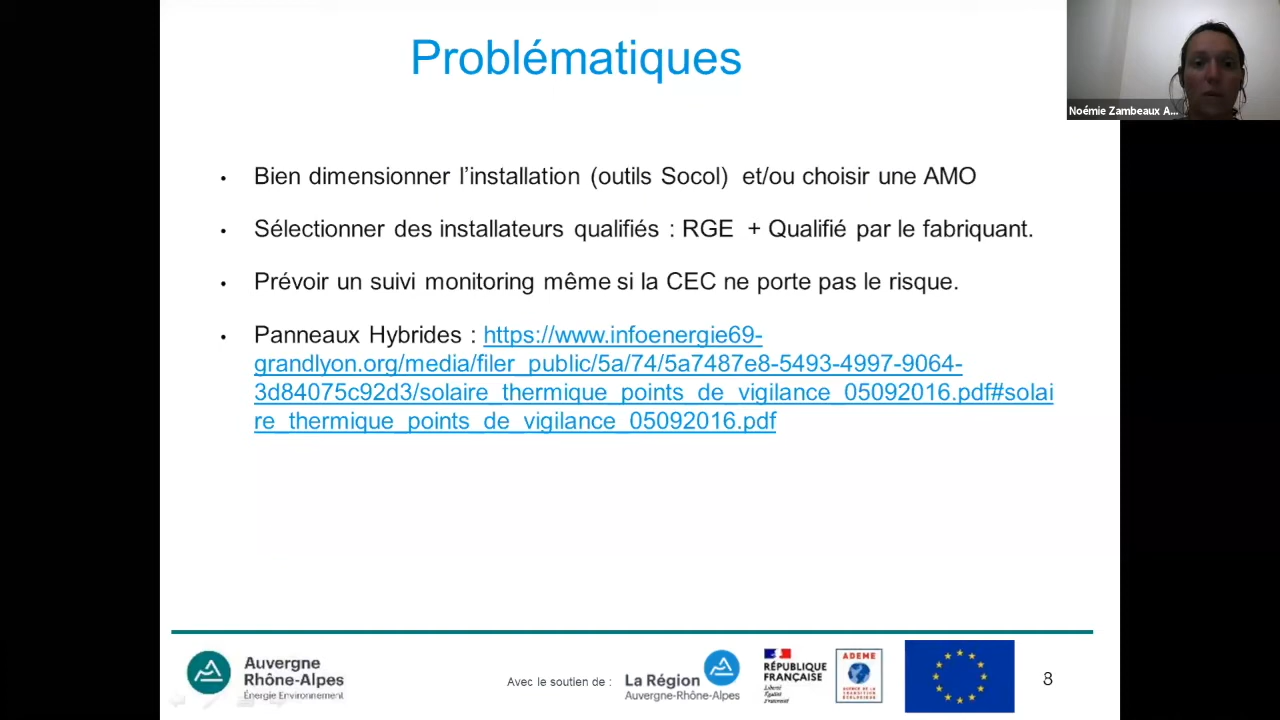 Problématiques
Noémie Zambeaux A...
• Bien dimensionner l’installation (outils Socol) et/ou choisir une AMO
• Sélectionner des installateurs qualifiés : RGE + Qualifié par le fabriquant.
• Prévoir un suivi monitoring même si la CEC ne porte pas le risque.
• Panneaux Hybrides : https://www.infoenergie69-
grandlyon.org/media/filer_public/5a/74/5a7487e8-5493-4997-9064-
3d84075c92d3/solaire_thermique_points_de_vigilance_05092016.pdf#solai
re_thermique_points_de_vigilance_05092016.pdf
Auvergne
Rhône-Alpes
Énergie Environnement
Avec le soutien de :
La Région
Auvergne-Rhône-Alpes
RÉPUBLIQUE
FRANÇAISE
Liberté
Égalité
Fraternité
ADEME
8